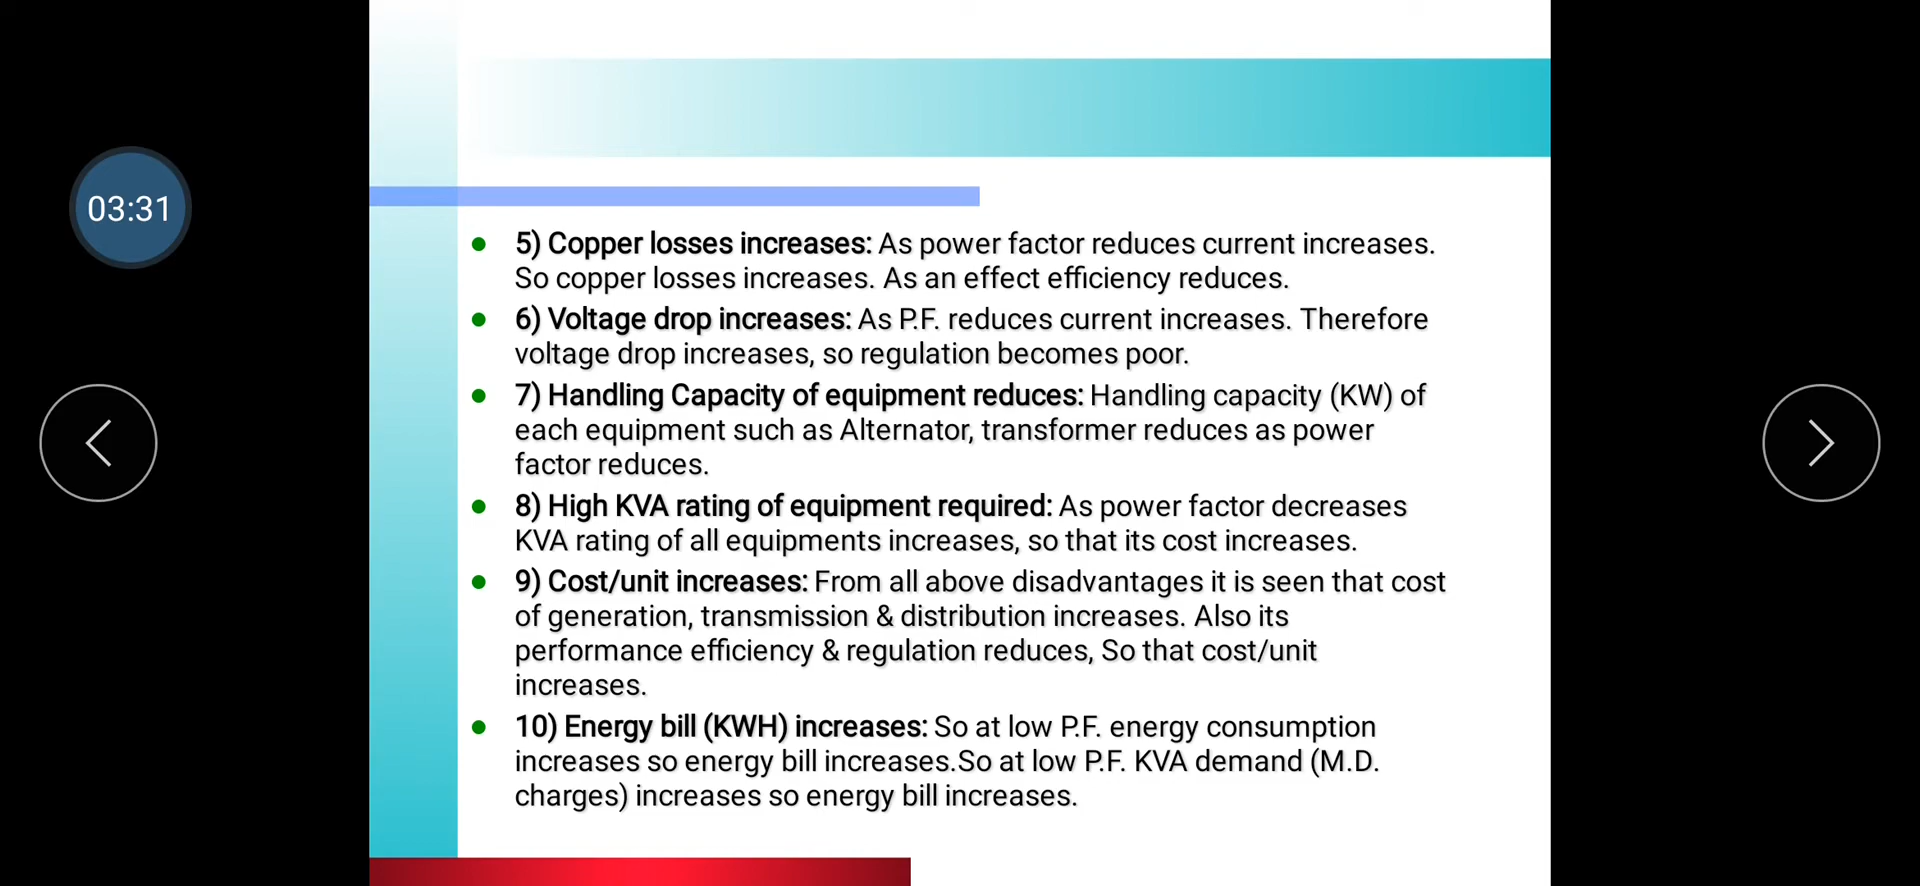 03:31
5) Copper losses increases: As power factor reduces current increases.
So copper losses increases. As an effect efficiency reduces.
6) Voltage drop increases: As P.F. reduces current increases. Therefore
voltage drop increases, so regulation becomes poor.
7) Handling Capacity of equipment reduces: Handling capacity (KW) of
each equipment such as Alternator, transformer reduces as power
factor reduces.
8) High KVA rating of equipment required: As power factor decreases
KVA rating of all equipments increases, so that its cost increases.
9) Cost/unit increases: From all above disadvantages it is seen that cost
of generation, transmission & distribution increases. Also its
performance efficiency & regulation reduces, So that cost/unit
increases.
10) Energy bill (KWH) increases: So at low P.F. energy consumption
increases so energy bill increases.So at low P.F. KVA demand (M.D.
charges) increases so energy bill increases.